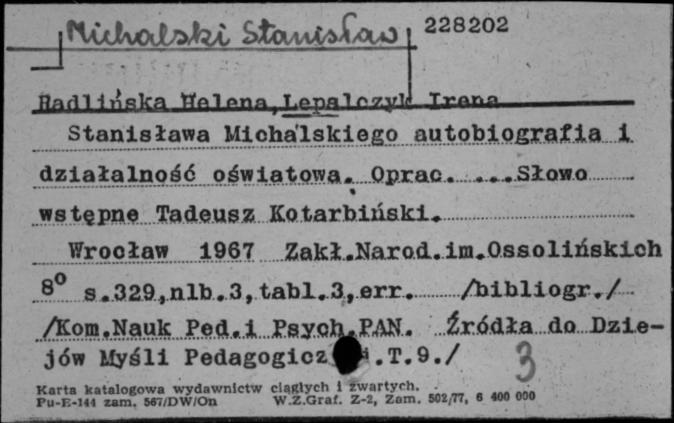 Michalski Stanisław 228202
Radlińska Helena, Lepalczyk Irena
Stanisława Michalskiego autobiografia i
działalność oświatowa. Oprac. ...Słowo
wstępne Tadeusz Kotarbiński.
Wrocław 1967 Zakł.Narod.im.Ossolińskich
8° s.329,nlb.3,tabl.3,err. /bibliogr./
/Kom.Nauk Ped.i Psych.PAN. Źródła do Dzie-
jów Myśli Pedagogicz .T.9./ 3
Karta katalogowa wydawnictw ciągłych i zwartych.
Pu-E-144 zam. 567/DW/On W.Z.Graf. Z-2, Zam. 502/77, 6 400 000